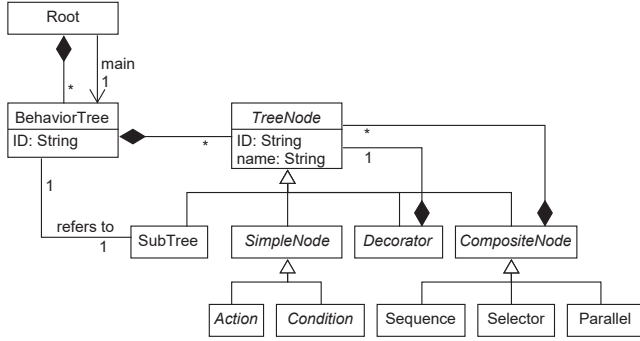 Root
main
1
*
BehaviorTree
ID: String
*
TreeNode
ID: String
name: String
*
1
1
refers to
1
SubTree
SimpleNode
Decorator
CompositeNode
Action
Condition
Sequence
Selector
Parallel